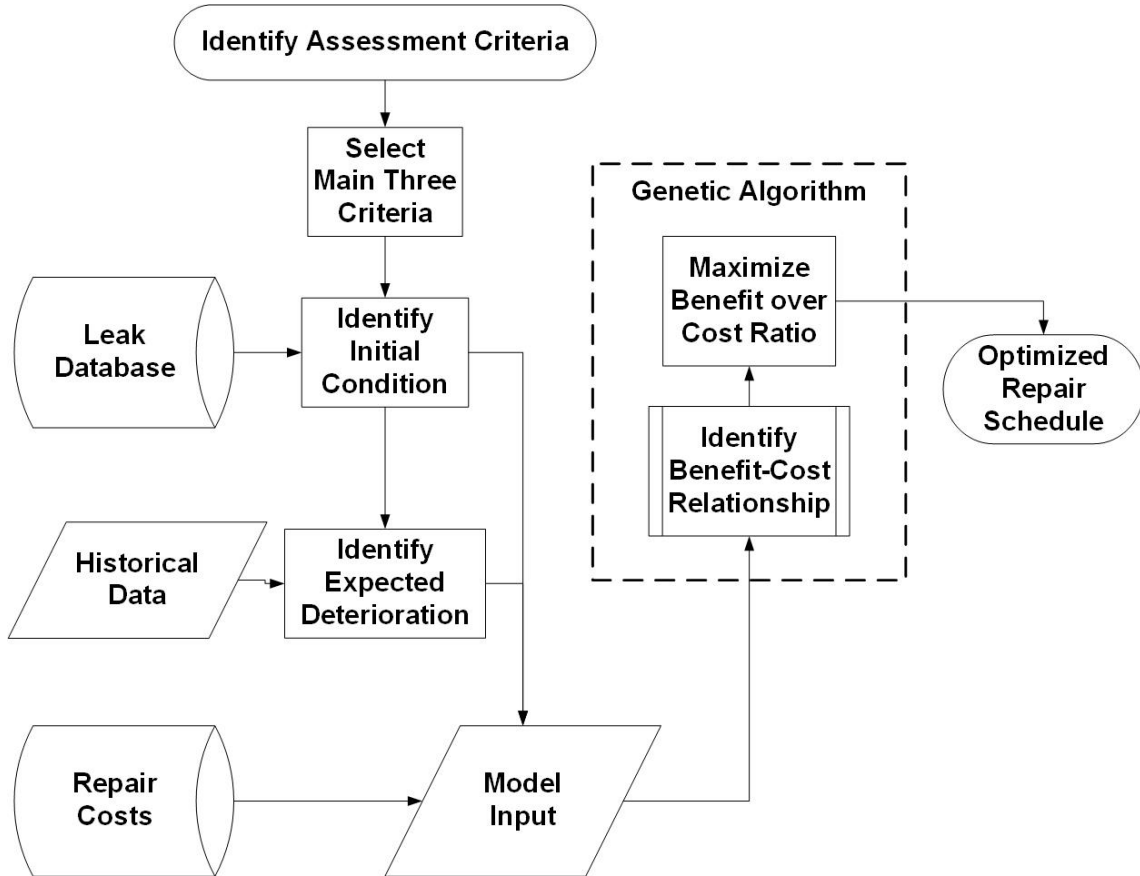 Identify Assessment Criteria
Select
Main Three
Criteria
Leak
Database
Identify
Initial
Condition
Historical
Data
Identify
Expected
Deterioration
Repair
Costs
Model
Input
Genetic Algorithm
Maximize
Benefit over
Cost Ratio
Identify
Benefit-Cost
Relationship
Optimized
Repair
Schedule